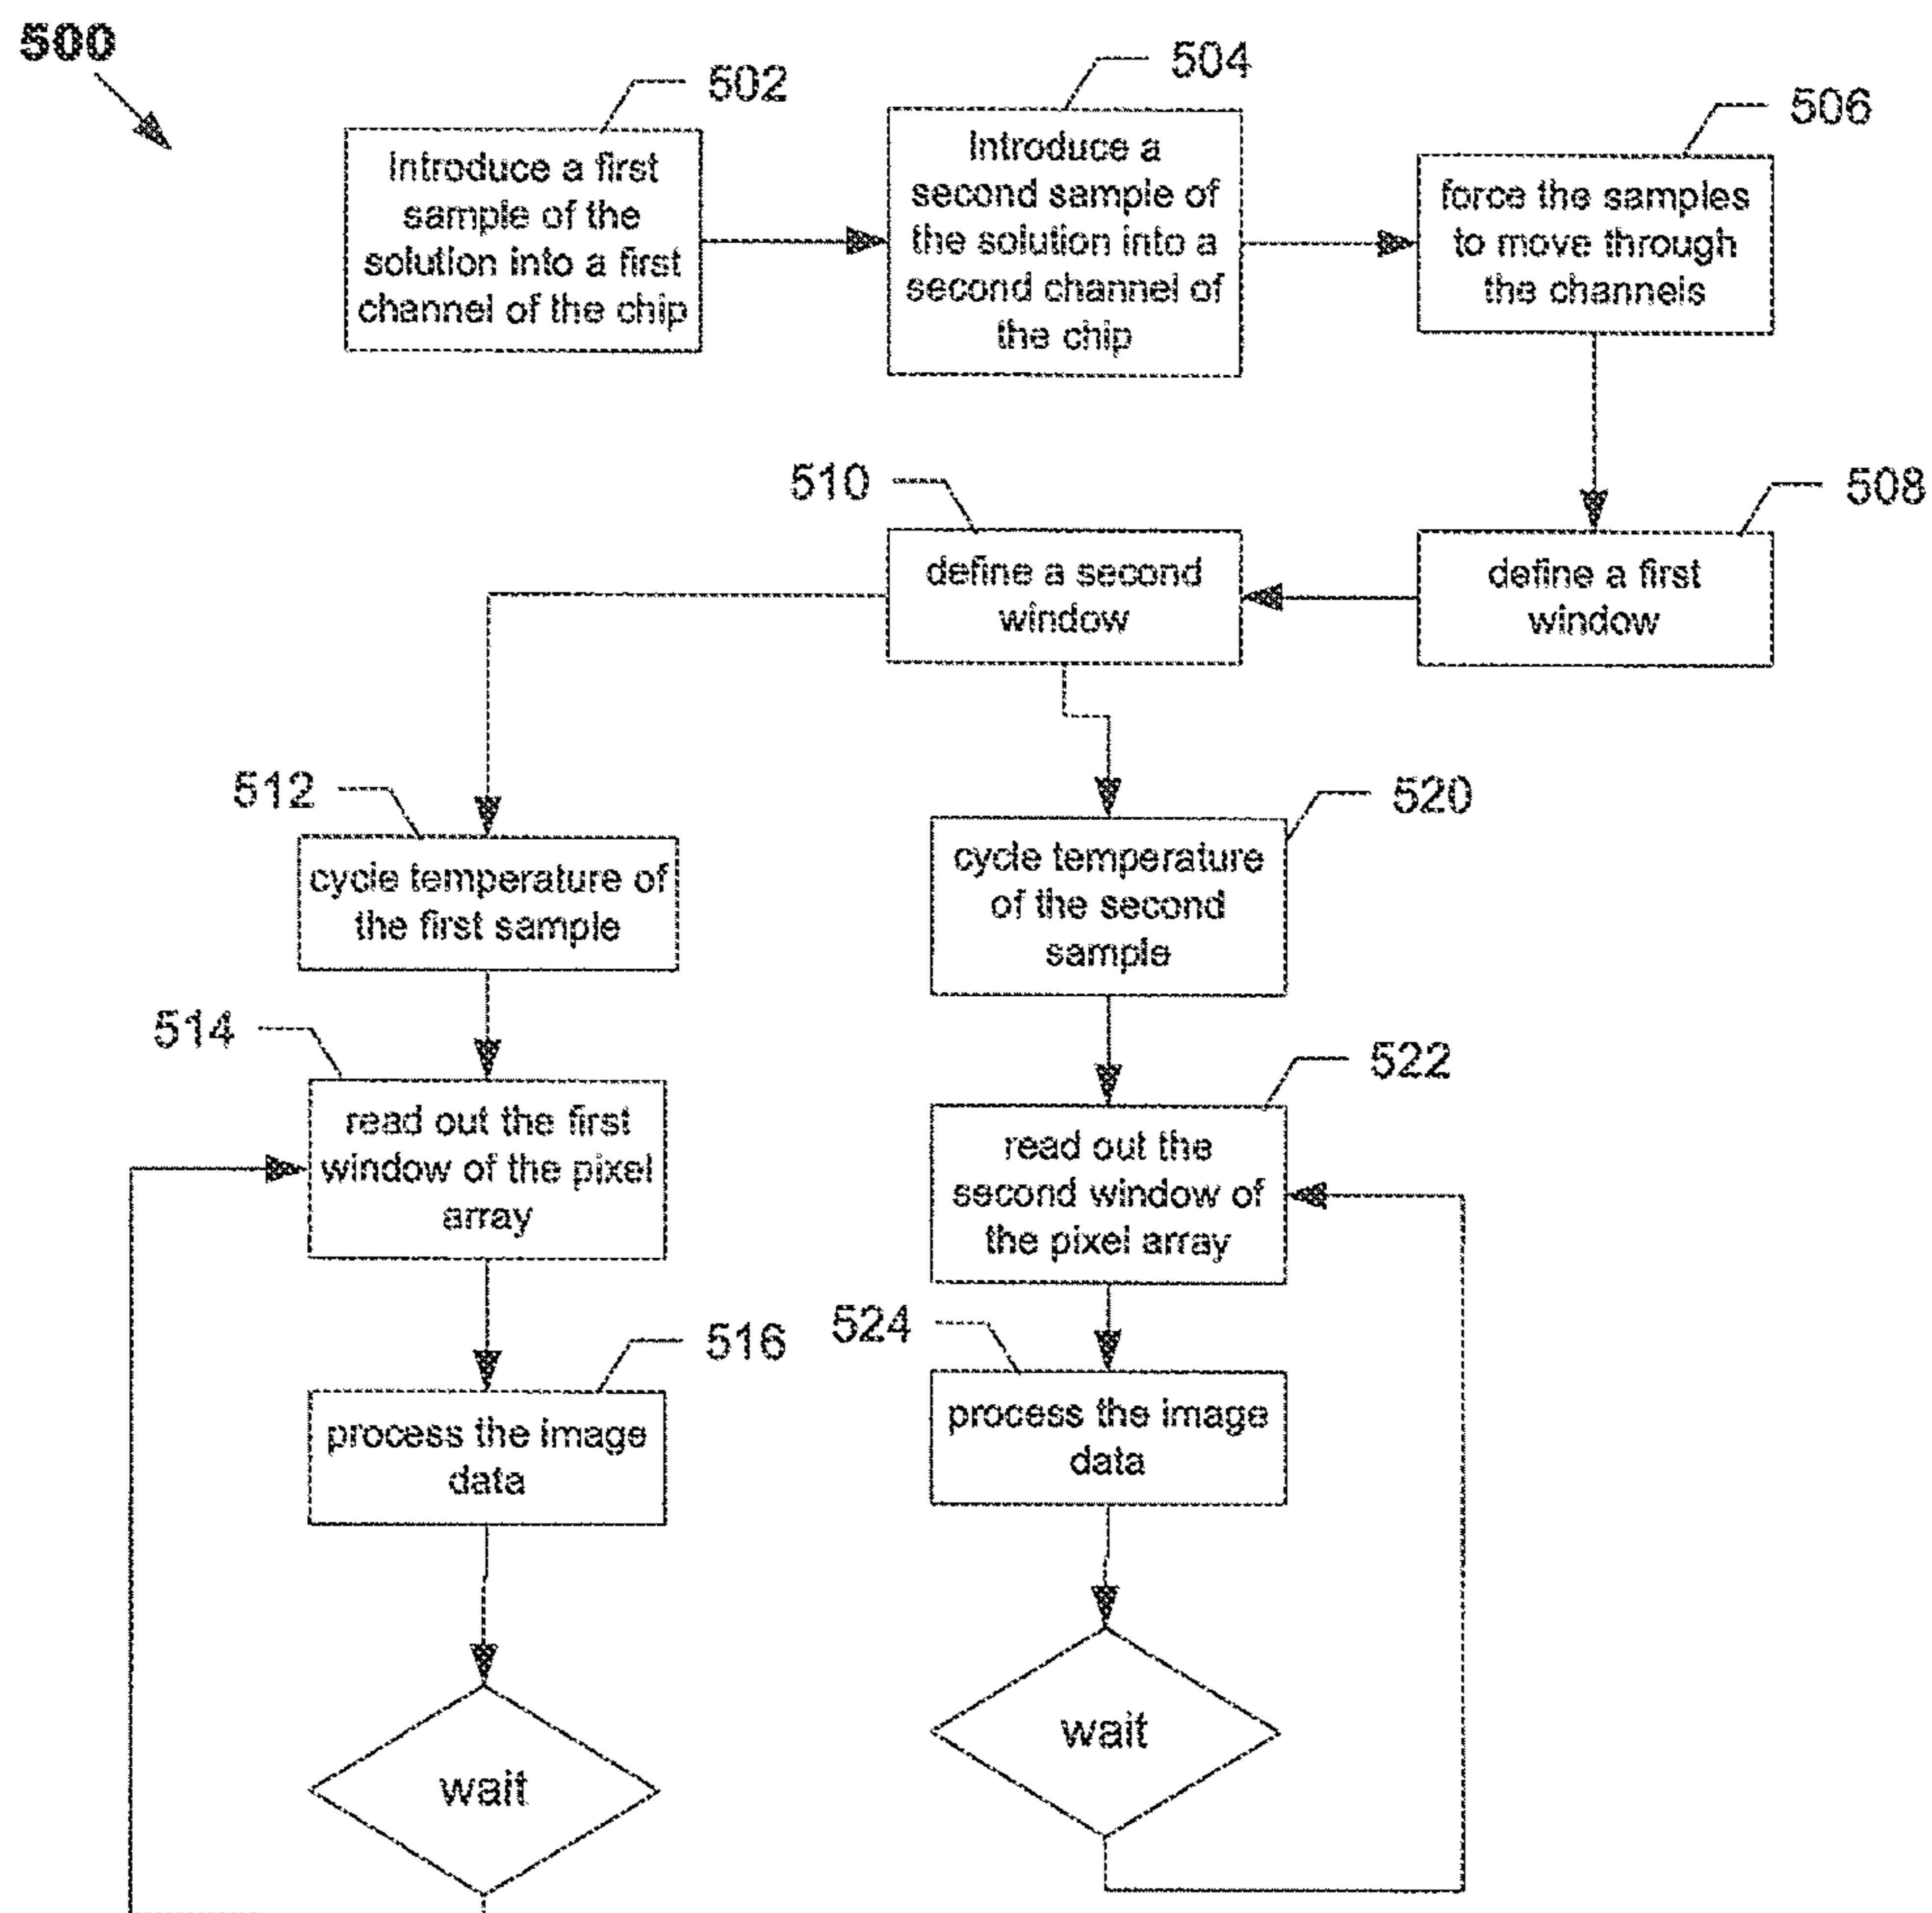 500
502
introduce a first
sample of the
solution into a first
channel of the chip
504
Introduce a
second sample of
the solution into a
second channel of
the chip
506
force the samples
to move through
the channels
508
define a first
window
510
define a second
window
512
cycle temperature of
the first sample
520
cycle temperature
of the second
sample
514
read out the first
window of the pixel
array
522
read out the
second window of
the pixel array
516
process the image
data
524
process the image
data
wait
wait